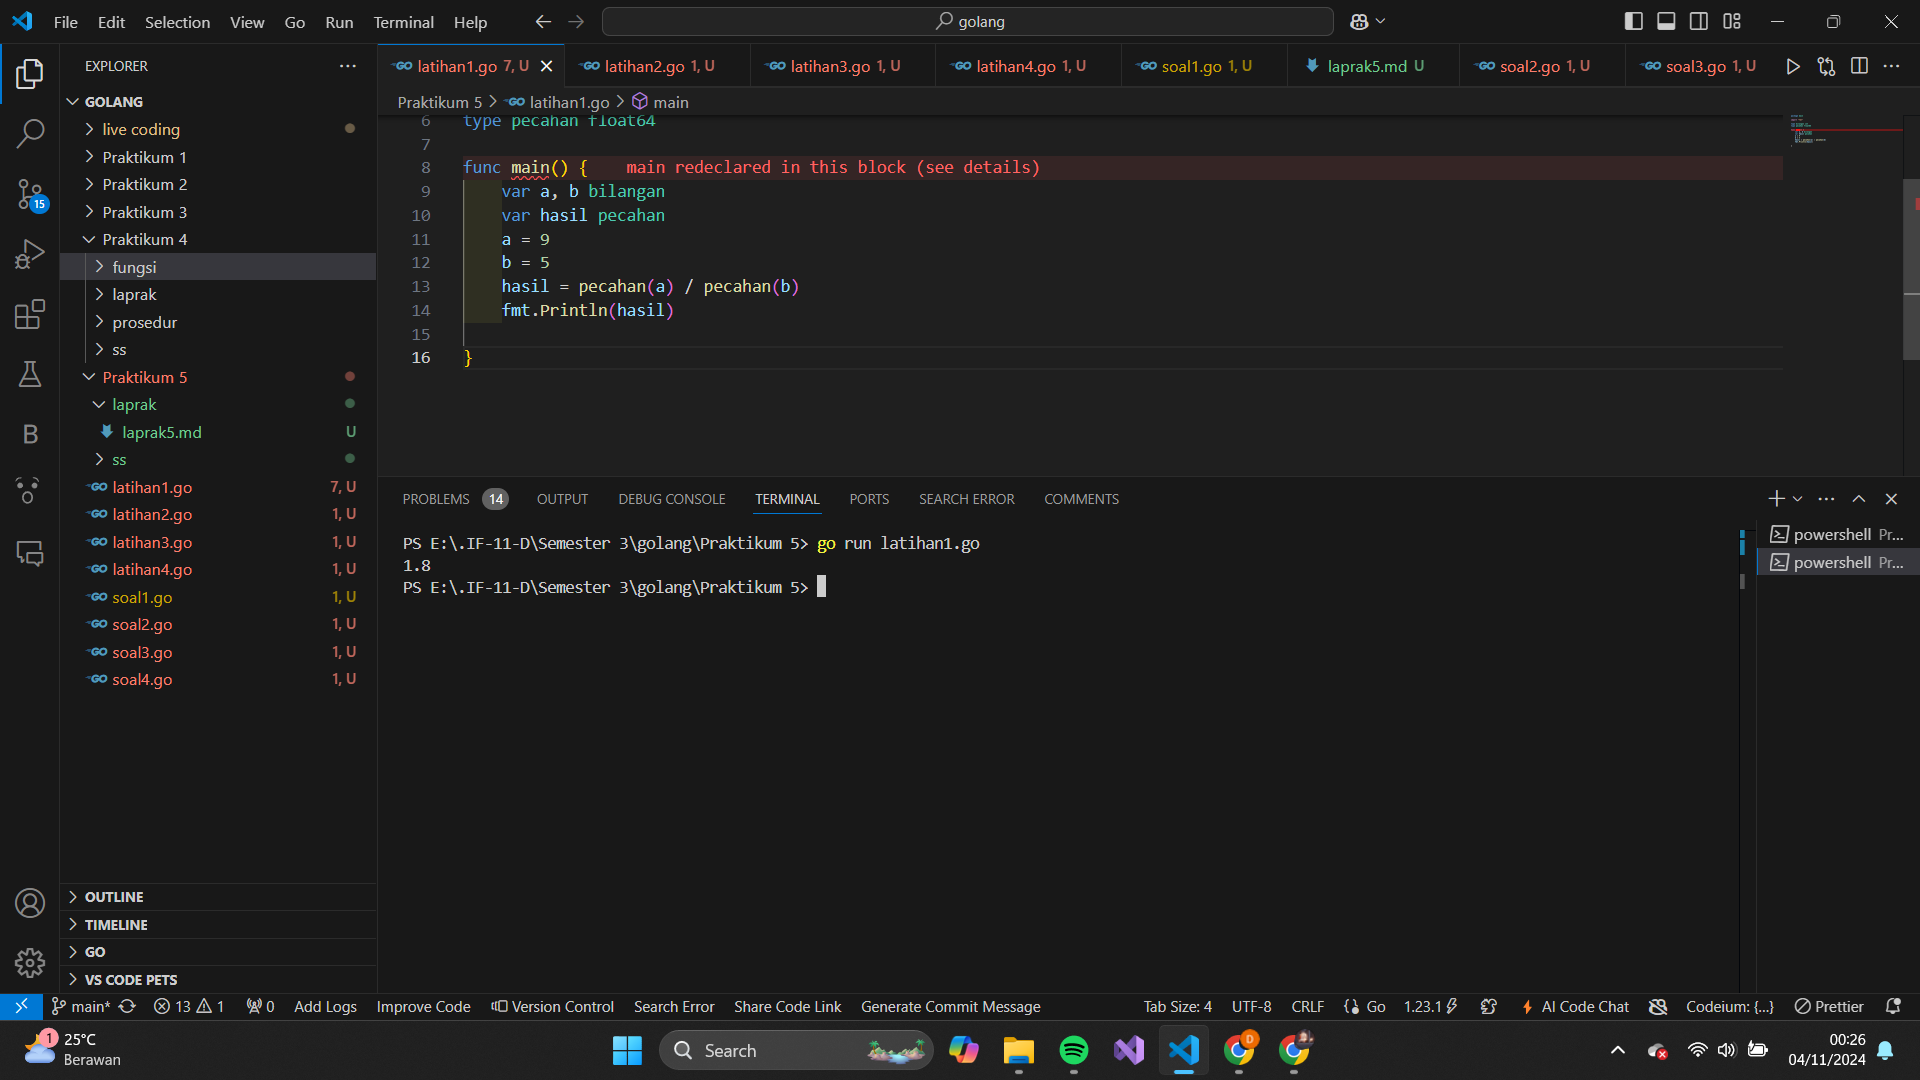 File Edit Selection View Go Run Terminal Help
golang
EXPLORER
GOLANG
live coding
Praktikum 1
Praktikum 2
Praktikum 3
Praktikum 4
fungsi
laprak
prosedur
ss
Praktikum 5
laprak
laprak5.md U
ss
latihan1.go 7, U
latihan2.go 1, U
latihan3.go 1, U
latihan4.go 1, U
soal1.go 1, U
soal2.go 1, U
soal3.go 1, U
soal4.go 1, U
OUTLINE
TIMELINE
GO
VS CODE PETS
15
B
latihan1.go 7, U latihan2.go 1, U latihan3.go 1, U latihan4.go 1, U soal1.go 1, U laprak5.md U soal2.go 1, U soal3.go 1, U
Praktikum 5 > latihan1.go > main
6 type pecahan float64
7
8 func main() { main redeclared in this block (see details)
9 var a, b bilangan
10 var hasil pecahan
11 a = 9
12 b = 5
13 hasil = pecahan(a) / pecahan(b)
14 fmt.Println(hasil)
15
16 }
PROBLEMS 14 OUTPUT DEBUG CONSOLE TERMINAL PORTS SEARCH ERROR COMMENTS
PS E:\.IF-11-D\Semester 3\golang\Praktikum 5> go run latihan1.go
1.8
PS E:\.IF-11-D\Semester 3\golang\Praktikum 5>
powershell Pr...
powershell Pr...
main* 13 1 0 Add Logs Improve Code Version Control Search Error Share Code Link Generate Commit Message Tab Size: 4 UTF-8 CRLF {} Go 1.23.1 AI Code Chat Codeium: {...} Prettier
1
25°C
Berawan
Search
D
00:26
04/11/2024